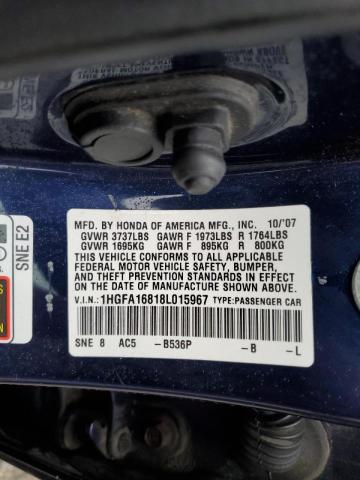 SNE E2
MFD. BY HONDA OF AMERICA MFG., INC. 10/'07
GVWR 3737LBS GAWR F 1973LBS R 1764LBS
GVWR 1695KG GAWR F 895KG R 800KG
THIS VEHICLE CONFORMS TO ALL APPLICABLE
FEDERAL MOTOR VEHICLE SAFETY, BUMPER,
AND THEFT PREVENTION STANDARDS IN EFFECT
ON THE DATE OF MANUFACTURE SHOWN ABOVE.
V.I.N.: 1HGFA16818L015967 TYPE:PASSENGER CAR
SNE 8 AC5 -B536P -B -L